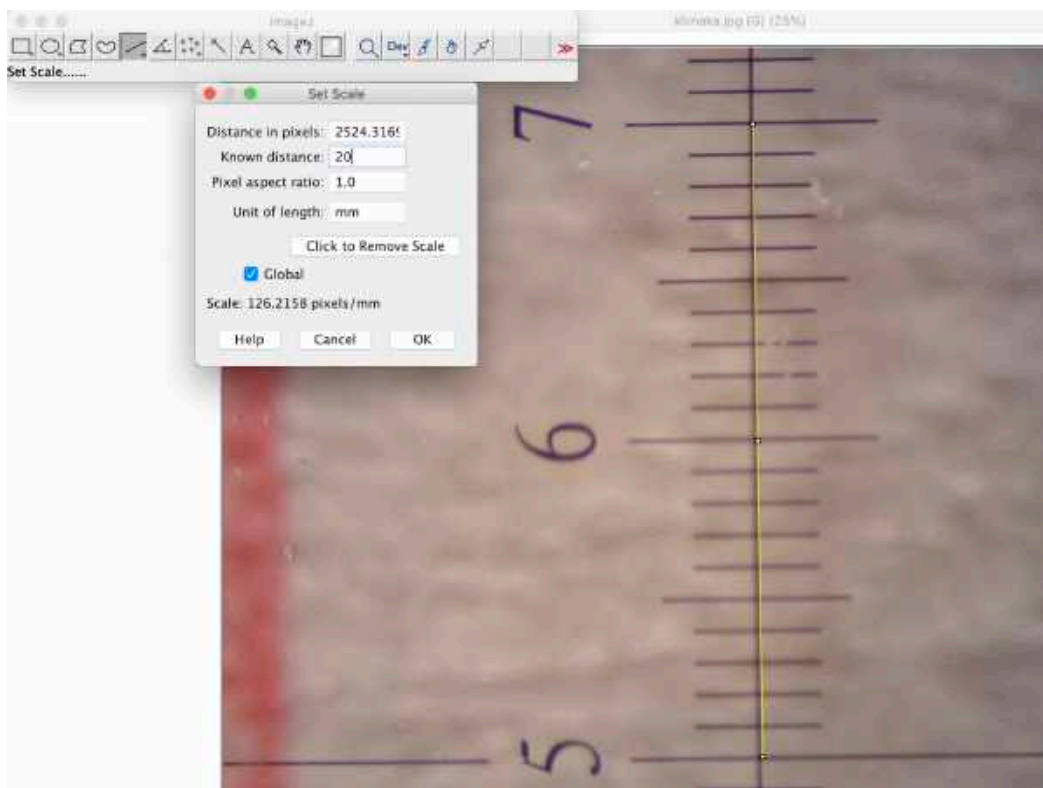 ImageJ
A Dev
Set Scale......
Set Scale
Distance in pixels: 2524.3169
Known distance: 20
Pixel aspect ratio: 1.0
Unit of length: mm
Click to Remove Scale
Global
Scale: 126.2158 pixels/mm
Help Cancel OK
(G) (25%)
7
6
5